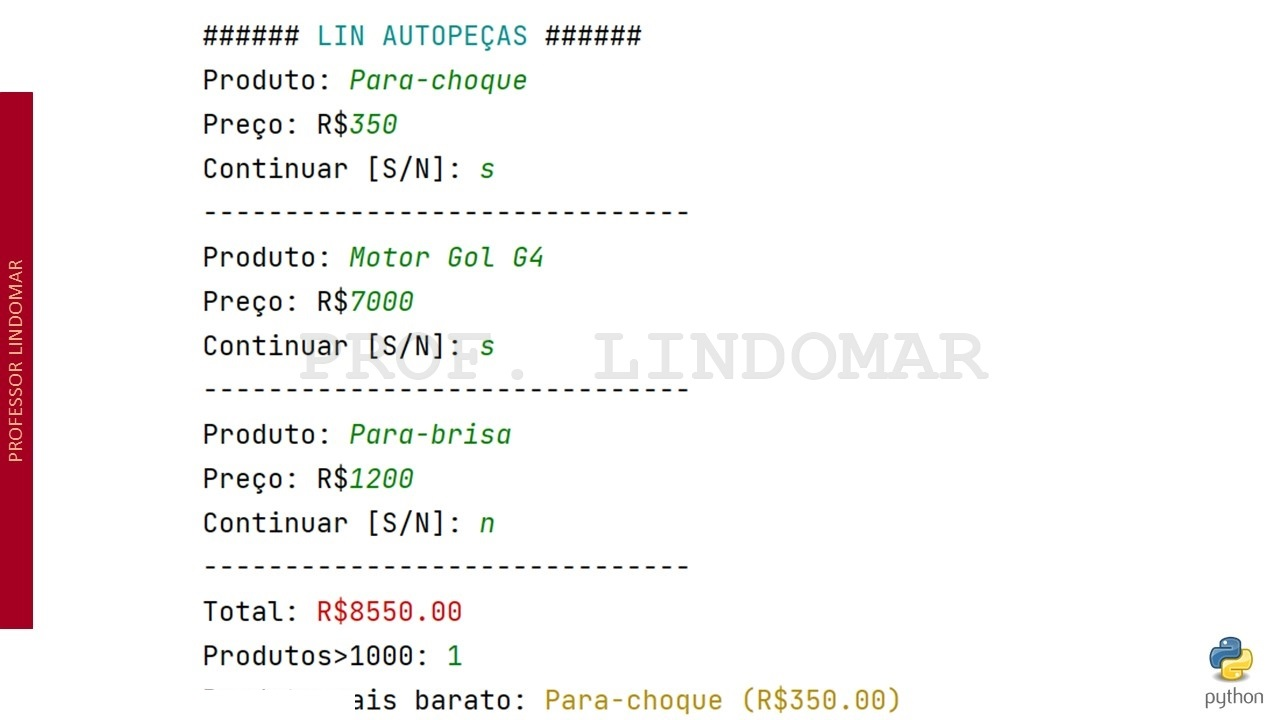 ###### LIN AUTOPEÇAS ######
Produto: Para-choque
Preço: R$350
Continuar [S/N]: s
------------------------------
Produto: Motor Gol G4
Preço: R$7000
Continuar [S/N]: s
------------------------------
Produto: Para-brisa
Preço: R$1200
Continuar [S/N]: n
------------------------------
Total: R$8550.00
Produtos>1000: 1
ais barato: Para-choque (R$350.00)
PROFESSOR LINDOMAR
PROF. LINDOMAR
python